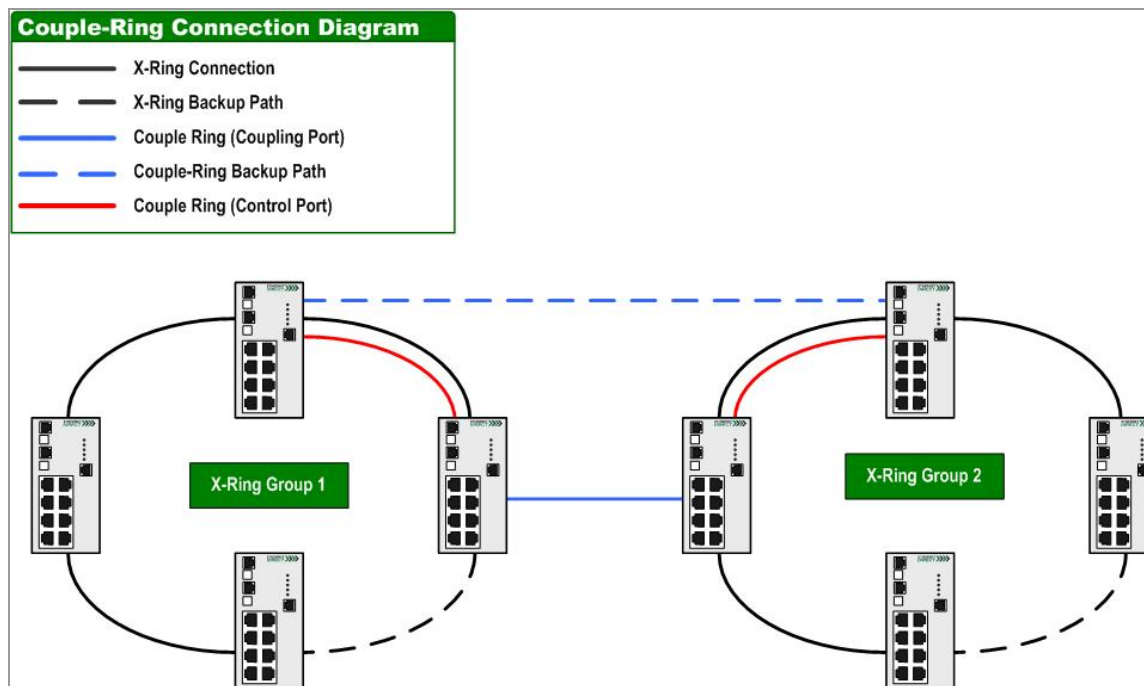 Couple-Ring Connection Diagram
X-Ring Connection
X-Ring Backup Path
Couple Ring (Coupling Port)
Couple-Ring Backup Path
Couple Ring (Control Port)
X-Ring Group 1
X-Ring Group 2